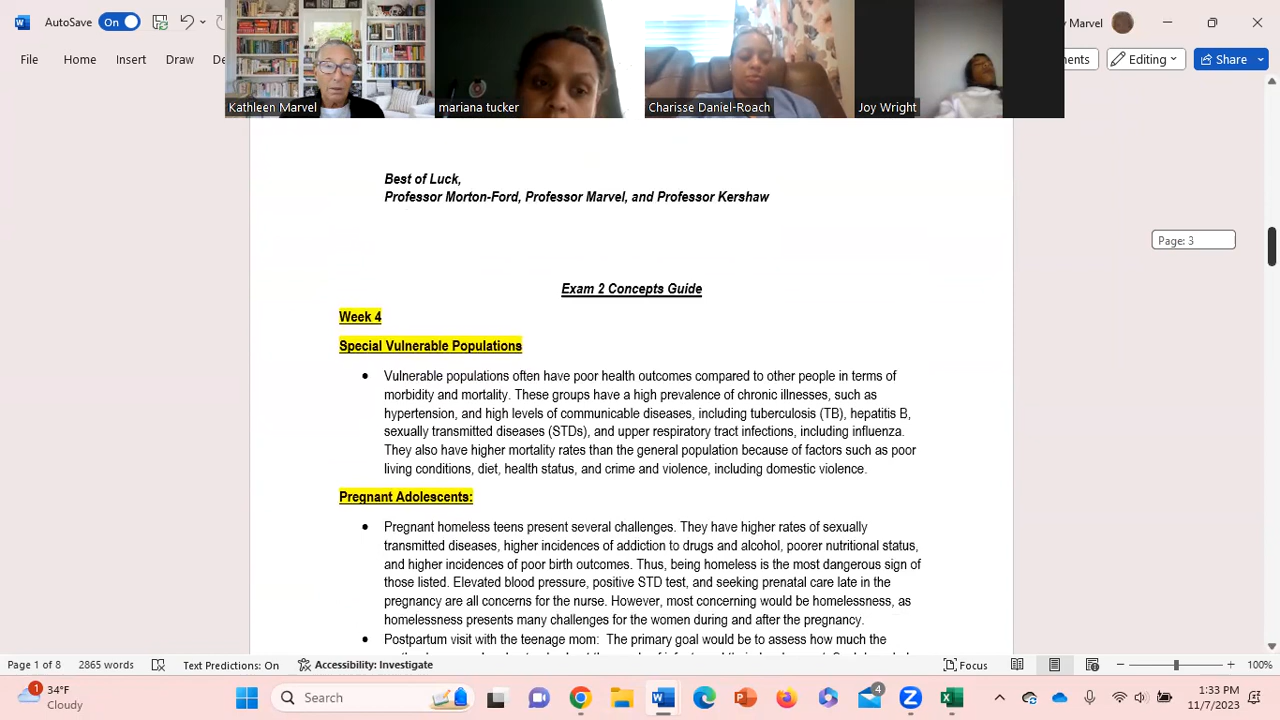 AutoSave On
y Marvel
File Home Insert Draw De
ments Editing Share
Kathleen Marvel
mariana tucker
Charisse Daniel-Roach
Joy Wright
Best of Luck,
Professor Morton-Ford, Professor Marvel, and Professor Kershaw
Page: 3
Exam 2 Concepts Guide
Week 4
Special Vulnerable Populations
• Vulnerable populations often have poor health outcomes compared to other people in terms of
morbidity and mortality. These groups have a high prevalence of chronic illnesses, such as
hypertension, and high levels of communicable diseases, including tuberculosis (TB), hepatitis B,
sexually transmitted diseases (STDs), and upper respiratory tract infections, including influenza.
They also have higher mortality rates than the general population because of factors such as poor
living conditions, diet, health status, and crime and violence, including domestic violence.
Pregnant Adolescents:
• Pregnant homeless teens present several challenges. They have higher rates of sexually
transmitted diseases, higher incidences of addiction to drugs and alcohol, poorer nutritional status,
and higher incidences of poor birth outcomes. Thus, being homeless is the most dangerous sign of
those listed. Elevated blood pressure, positive STD test, and seeking prenatal care late in the
pregnancy are all concerns for the nurse. However, most concerning would be homelessness, as
homelessness presents many challenges for the women during and after the pregnancy.
• Postpartum visit with the teenage mom: The primary goal would be to assess how much the
Page 1 of 8 2865 words Text Predictions: On Accessibility: Investigate Focus 100%
34°F
Cloudy
Search
4
1:13 PM
11/7/2023